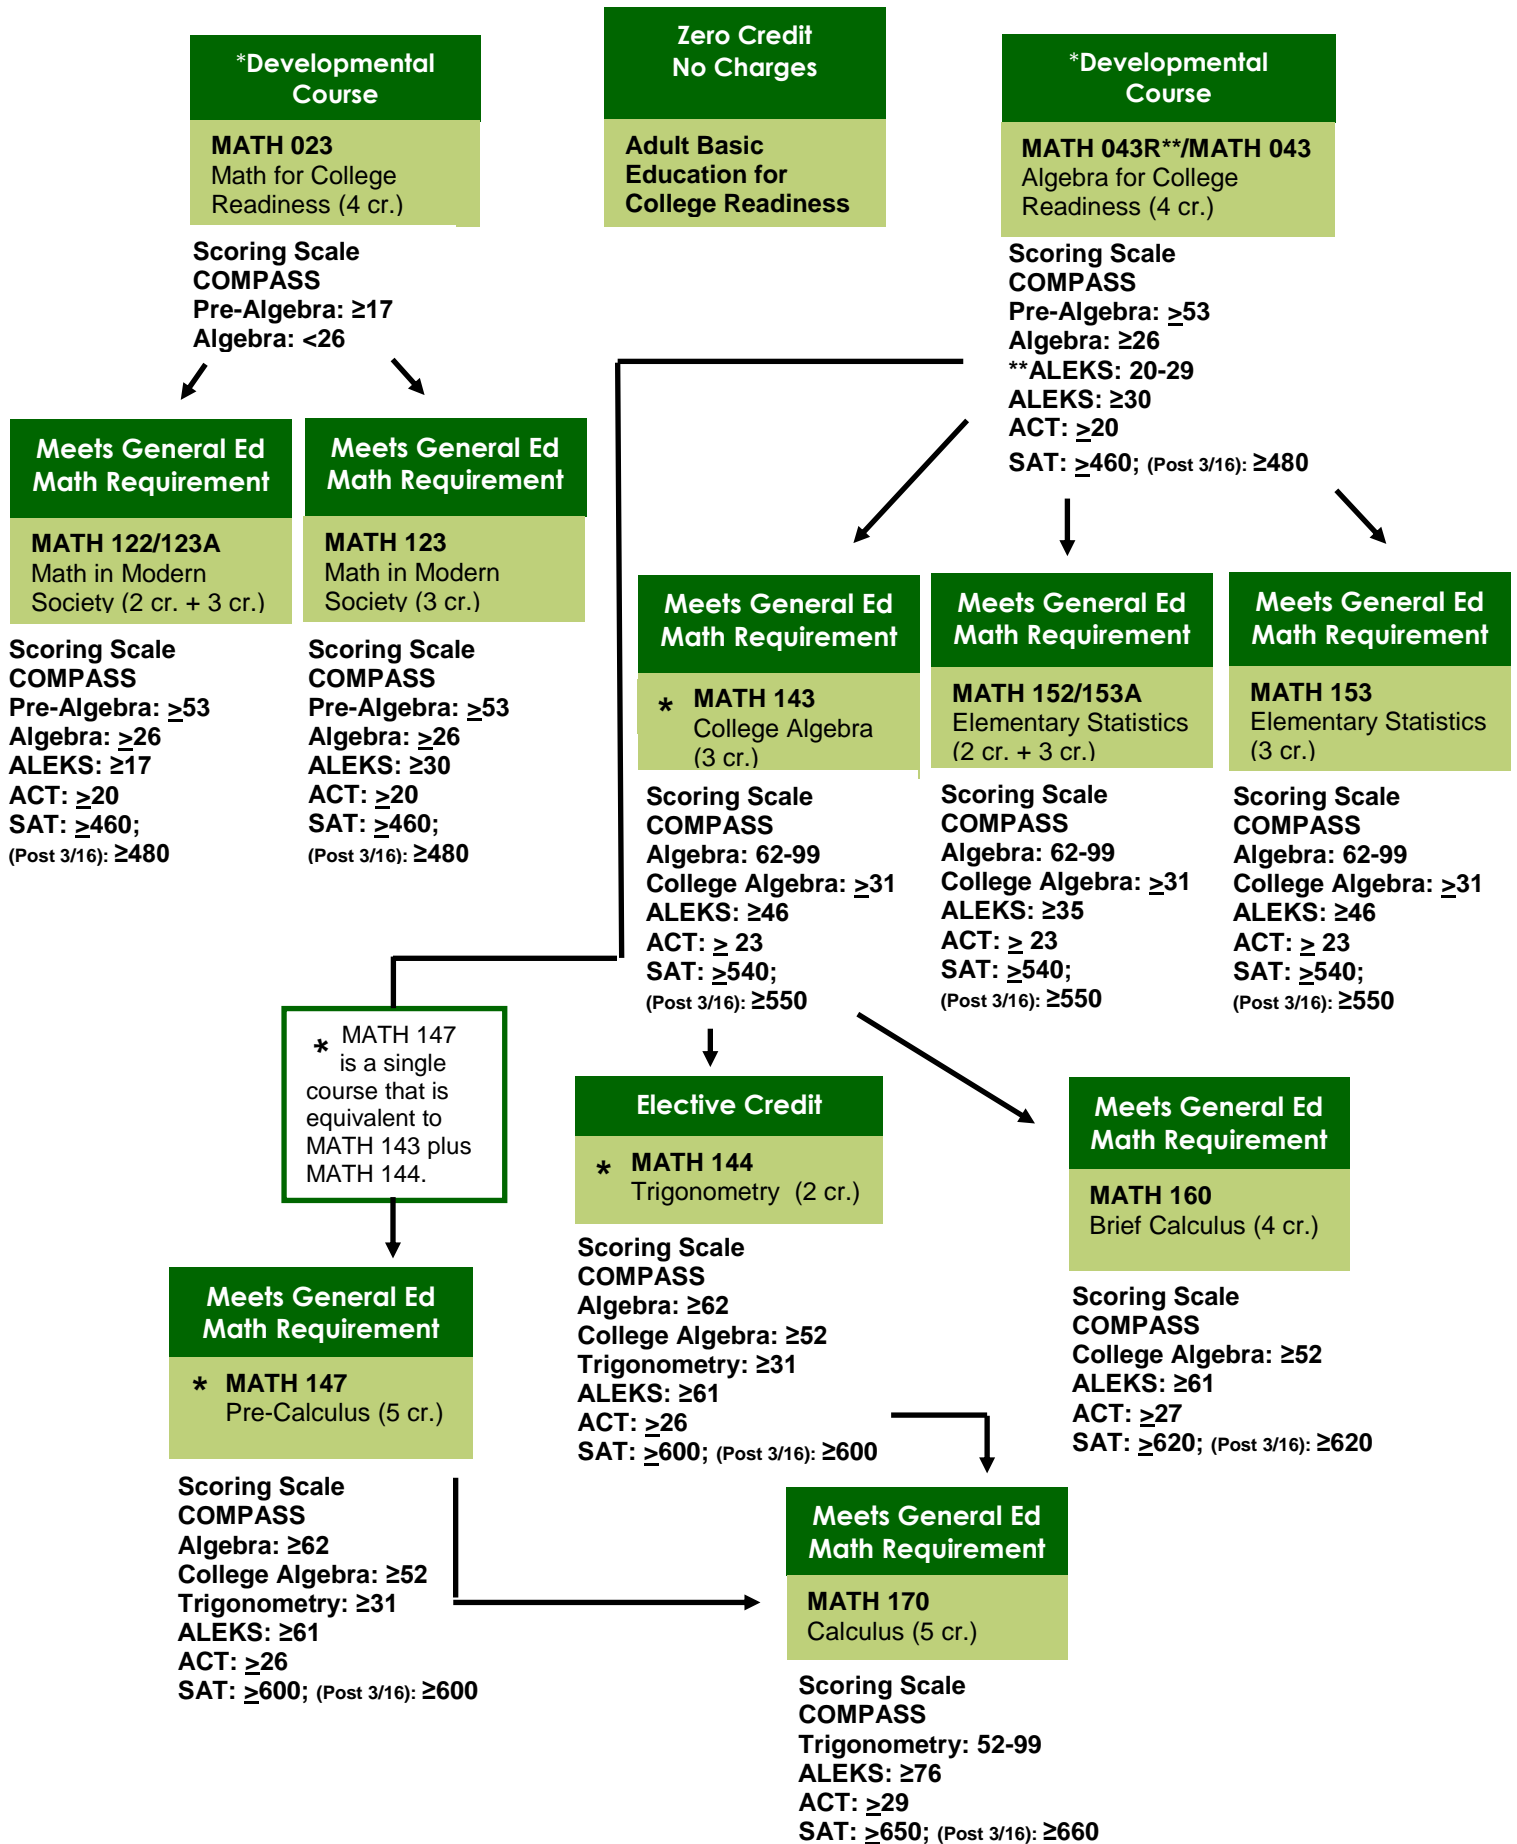 *Developmental
Course
MATH 023
Math for College
Readiness (4 cr.)
Scoring Scale
COMPASS
Pre-Algebra: ≥17
Algebra: <26
Zero Credit
No Charges
Adult Basic
Education for
College Readiness
*Developmental
Course
MATH 043R**/MATH 043
Algebra for College
Readiness (4 cr.)
Scoring Scale
COMPASS
Pre-Algebra: ≥53
Algebra: ≥26
**ALEKS: 20-29
ALEKS: ≥30
ACT: ≥20
SAT: ≥460; (Post 3/16): ≥480
Meets General Ed
Math Requirement
MATH 122/123A
Math in Modern
Society (2 cr. + 3 cr.)
Scoring Scale
COMPASS
Pre-Algebra: ≥53
Algebra: ≥26
ALEKS: ≥17
ACT: ≥20
SAT: ≥460;
(Post 3/16): ≥480
Meets General Ed
Math Requirement
MATH 123
Math in Modern
Society (3 cr.)
Scoring Scale
COMPASS
Pre-Algebra: ≥53
Algebra: ≥26
ALEKS: ≥30
ACT: ≥20
SAT: ≥460;
(Post 3/16): ≥480
Meets General Ed
Math Requirement
* MATH 143
College Algebra
(3 cr.)
Scoring Scale
COMPASS
Algebra: 62-99
College Algebra: ≥31
ALEKS: ≥46
ACT: ≥ 23
SAT: ≥540;
(Post 3/16): ≥550
Meets General Ed
Math Requirement
MATH 152/153A
Elementary Statistics
(2 cr. + 3 cr.)
Scoring Scale
COMPASS
Algebra: 62-99
College Algebra: ≥31
ALEKS: ≥35
ACT: ≥ 23
SAT: ≥540;
(Post 3/16): ≥550
Meets General Ed
Math Requirement
MATH 153
Elementary Statistics
(3 cr.)
Scoring Scale
COMPASS
Algebra: 62-99
College Algebra: ≥31
ALEKS: ≥46
ACT: ≥ 23
SAT: ≥540;
(Post 3/16): ≥550
* MATH 147
is a single
course that is
equivalent to
MATH 143 plus
MATH 144.
Elective Credit
* MATH 144
Trigonometry (2 cr.)
Scoring Scale
COMPASS
Algebra: ≥62
College Algebra: ≥52
Trigonometry: ≥31
ALEKS: ≥61
ACT: ≥26
SAT: ≥600; (Post 3/16): ≥600
Meets General Ed
Math Requirement
MATH 160
Brief Calculus (4 cr.)
Scoring Scale
COMPASS
College Algebra: ≥52
ALEKS: ≥61
ACT: ≥27
SAT: ≥620; (Post 3/16): ≥620
Meets General Ed
Math Requirement
* MATH 147
Pre-Calculus (5 cr.)
Scoring Scale
COMPASS
Algebra: ≥62
College Algebra: ≥52
Trigonometry: ≥31
ALEKS: ≥61
ACT: ≥26
SAT: ≥600; (Post 3/16): ≥600
Meets General Ed
Math Requirement
MATH 170
Calculus (5 cr.)
Scoring Scale
COMPASS
Trigonometry: 52-99
ALEKS: ≥76
ACT: ≥29
SAT: ≥650; (Post 3/16): ≥660